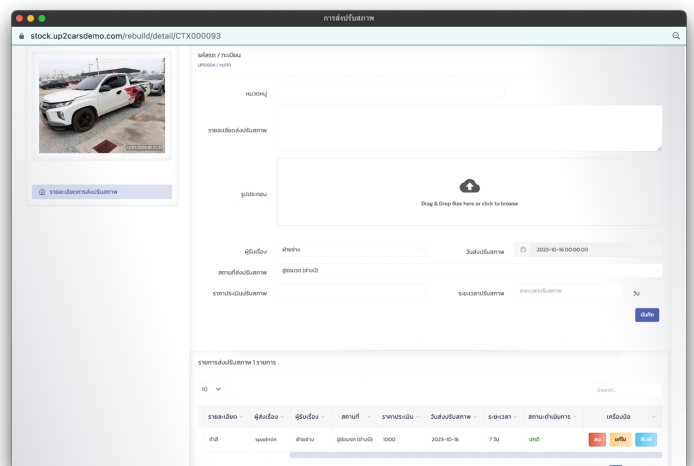 การส่งปรับสภาพ
stock.up2carsdemo.com/rebuild/detail/CTX000093
รหัสรถ / ทะเบียน
หมวดหมู่
รายละเอียดส่งปรับสภาพ
รายละเอียดการส่งปรับสภาพ
รูปประกอบ
Drag & Drop files here or click to browse
ผู้รับเรื่อง ฝ่ายช่าง วันส่งปรับสภาพ 2023-10-16 00:00:00
สถานที่ส่งปรับสภาพ อู่ซ่อมรถ (ช่างบี)
ราคาประเมินปรับสภาพ ระยะเวลาปรับสภาพ ระยะเวลาปรับสภาพ วัน
บันทึก
รายการส่งปรับสภาพ 1 รายการ
10 Search...
รายละเอียด ผู้ส่งเรื่อง ผู้รับเรื่อง สถานที่ ราคาประเมิน วันส่งปรับสภาพ ระยะเวลา สถานะดำเนินการ เครื่องมือ
ทำสี spadmin ฝ่ายช่าง อู่ซ่อมรถ (ช่างบี) 1000 2023-10-16 7 วัน ปกติ ลบ แก้ไข พิมพ์